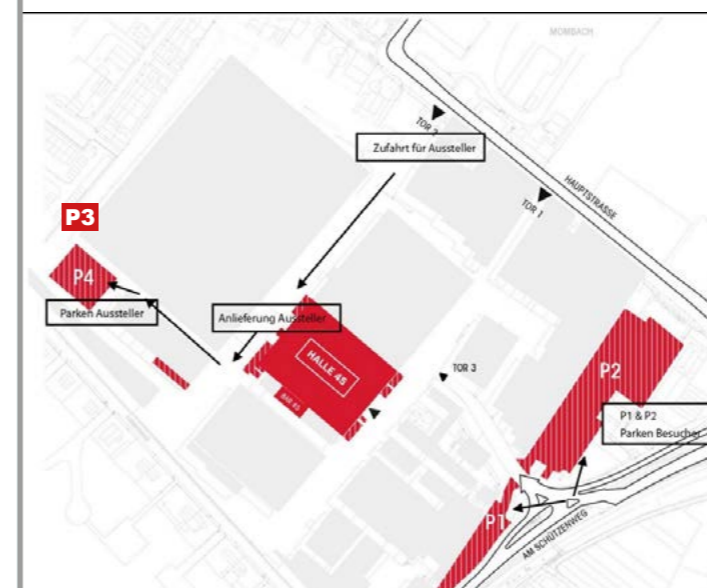 MOMBACH
TOR 2
Zufahrt für Aussteller
HAUPTSTRASSE
TOR 1
P3
P4
Parken Aussteller
Anlieferung Aussteller
HALLE 45
TOR 3
P2
P1 & P2
Parken Besucher
P1
AM SCHÜTZENWEG